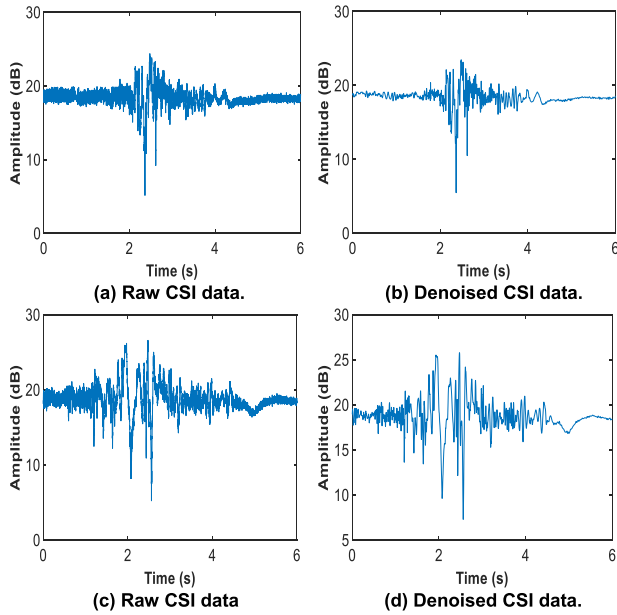 30
20
10
0
Amplitude (dB)
0 2 4 6
Time (s)
(a) Raw CSI data.
30
20
10
0
Amplitude (dB)
0 2 4 6
Time (s)
(b) Denoised CSI data.
30
20
10
0
Amplitude (dB)
0 2 4 6
Time (s)
(c) Raw CSI data
30
25
20
15
10
5
Amplitude (dB)
0 2 4 6
Time (s)
(d) Denoised CSI data.